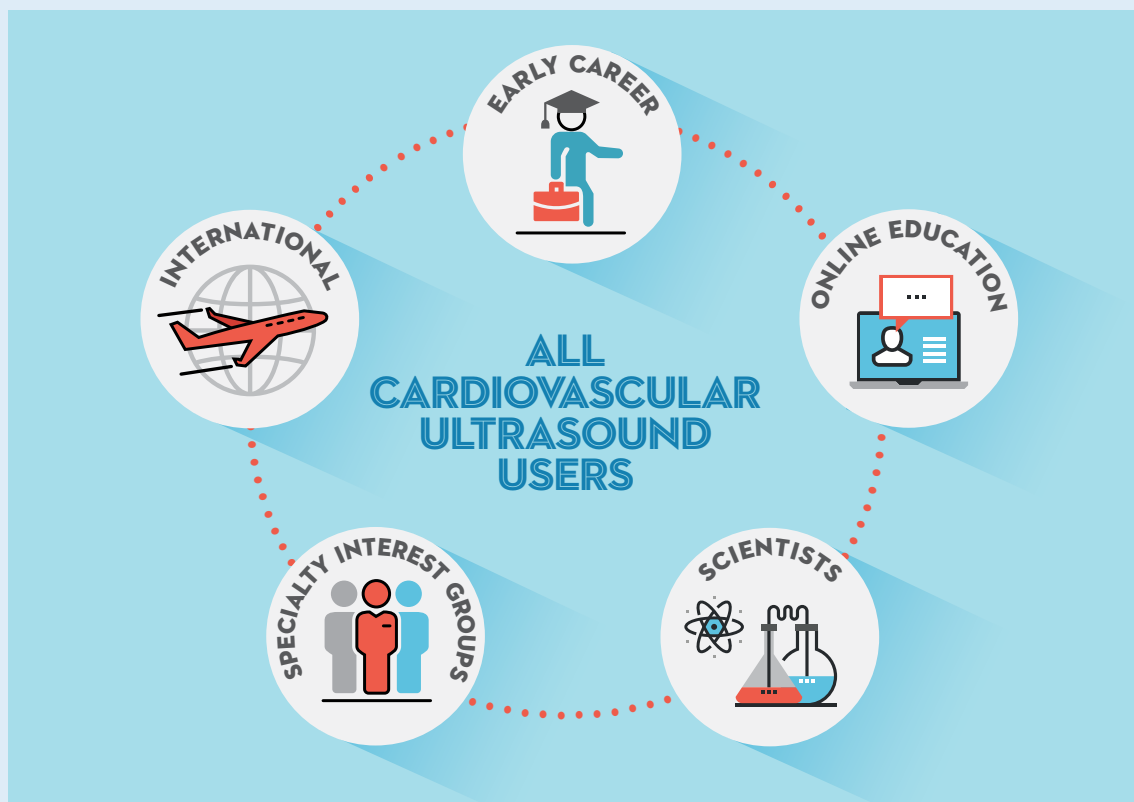 EARLY CAREER
INTERNATIONAL
ONLINE EDUCATION
ALL
CARDIOVASCULAR
ULTRASOUND
USERS
SPECIALTY INTEREST GROUPS
SCIENTISTS